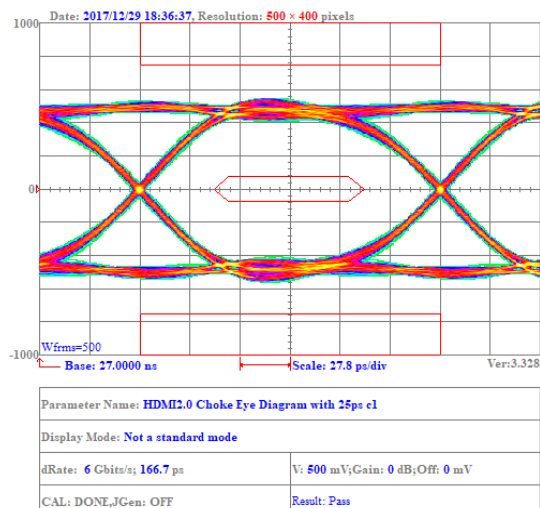 Date: 2017/12/29 18:36:37, Resolution: 500 × 400 pixels
1000
0
-1000
Wfrms=500
Base: 27.0000 ns
Scale: 27.8 ps/div
Ver:3.328
Parameter Name: HDMI2.0 Choke Eye Diagram with 25ps c1
Display Mode: Not a standard mode
dRate: 6 Gbits/s; 166.7 ps
V: 500 mV;Gain: 0 dB;Off: 0 mV
CAL: DONE,JGen: OFF
Result: Pass